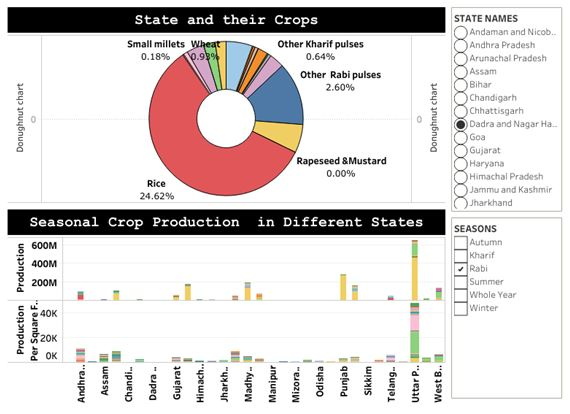 State and their Crops
Small millets
0.18%
Wheat
0.93%
Other Kharif pulses
0.64%
Other Rabi pulses
2.60%
Rapeseed &Mustard
0.00%
Rice
24.62%
Doughnut chart
0
Doughnut chart
0
STATE NAMES
Andaman and Nicob..
Andhra Pradesh
Arunachal Pradesh
Assam
Bihar
Chandigarh
Chhattisgarh
Dadra and Nagar Ha..
Goa
Gujarat
Haryana
Himachal Pradesh
Jammu and Kashmir
Jharkhand
Seasonal Crop Production in Different States
Production
600M
400M
200M
Production
Per Square F..
40K
20K
0K
Andhra..
Assam
Chandi..
Dadra ..
Gujarat
Himach..
Jharkh..
Madhy..
Manipur
Mizora..
Odisha
Punjab
Sikkim
Telang..
Uttar P..
West B..
SEASONS
Autumn
Kharif
Rabi
Summer
Whole Year
Winter